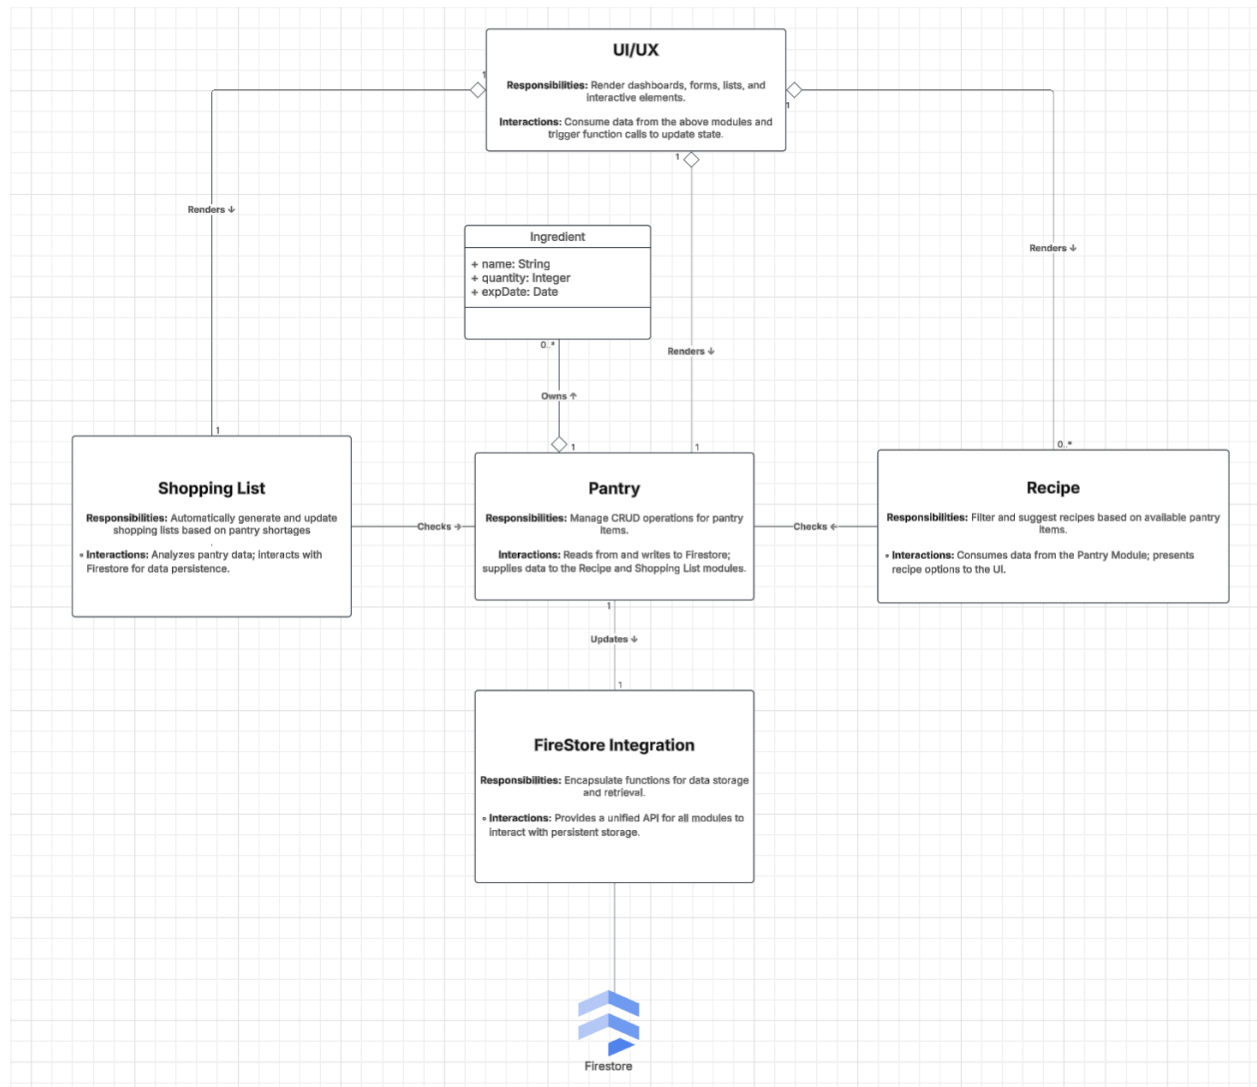 UI/UX
1
Responsibilities: Render dashboards, forms, lists, and
interactive elements.
1
Interactions: Consume data from the above modules and
trigger function calls to update state.
1
Renders ↓
Ingredient
+ name: String
+ quantity: Integer
+ expDate: Date
Renders ↓
0..*
Renders ↓
Owns ↑
1
1
1
0..*
Shopping List
Responsibilities: Automatically generate and update
shopping lists based on pantry shortages
.
▪ Interactions: Analyzes pantry data; interacts with
Firestore for data persistence.
Checks →
Pantry
Responsibilities: Manage CRUD operations for pantry
items.
Interactions: Reads from and writes to Firestore;
supplies data to the Recipe and Shopping List modules.
Checks ←
Recipe
Responsibilities: Filter and suggest recipes based on available pantry
items.
▪ Interactions: Consumes data from the Pantry Module; presents
recipe options to the UI.
1
Updates ↓
1
FireStore Integration
Responsibilities: Encapsulate functions for data storage
and retrieval.
▪ Interactions: Provides a unified API for all modules to
interact with persistent storage.
Firestore